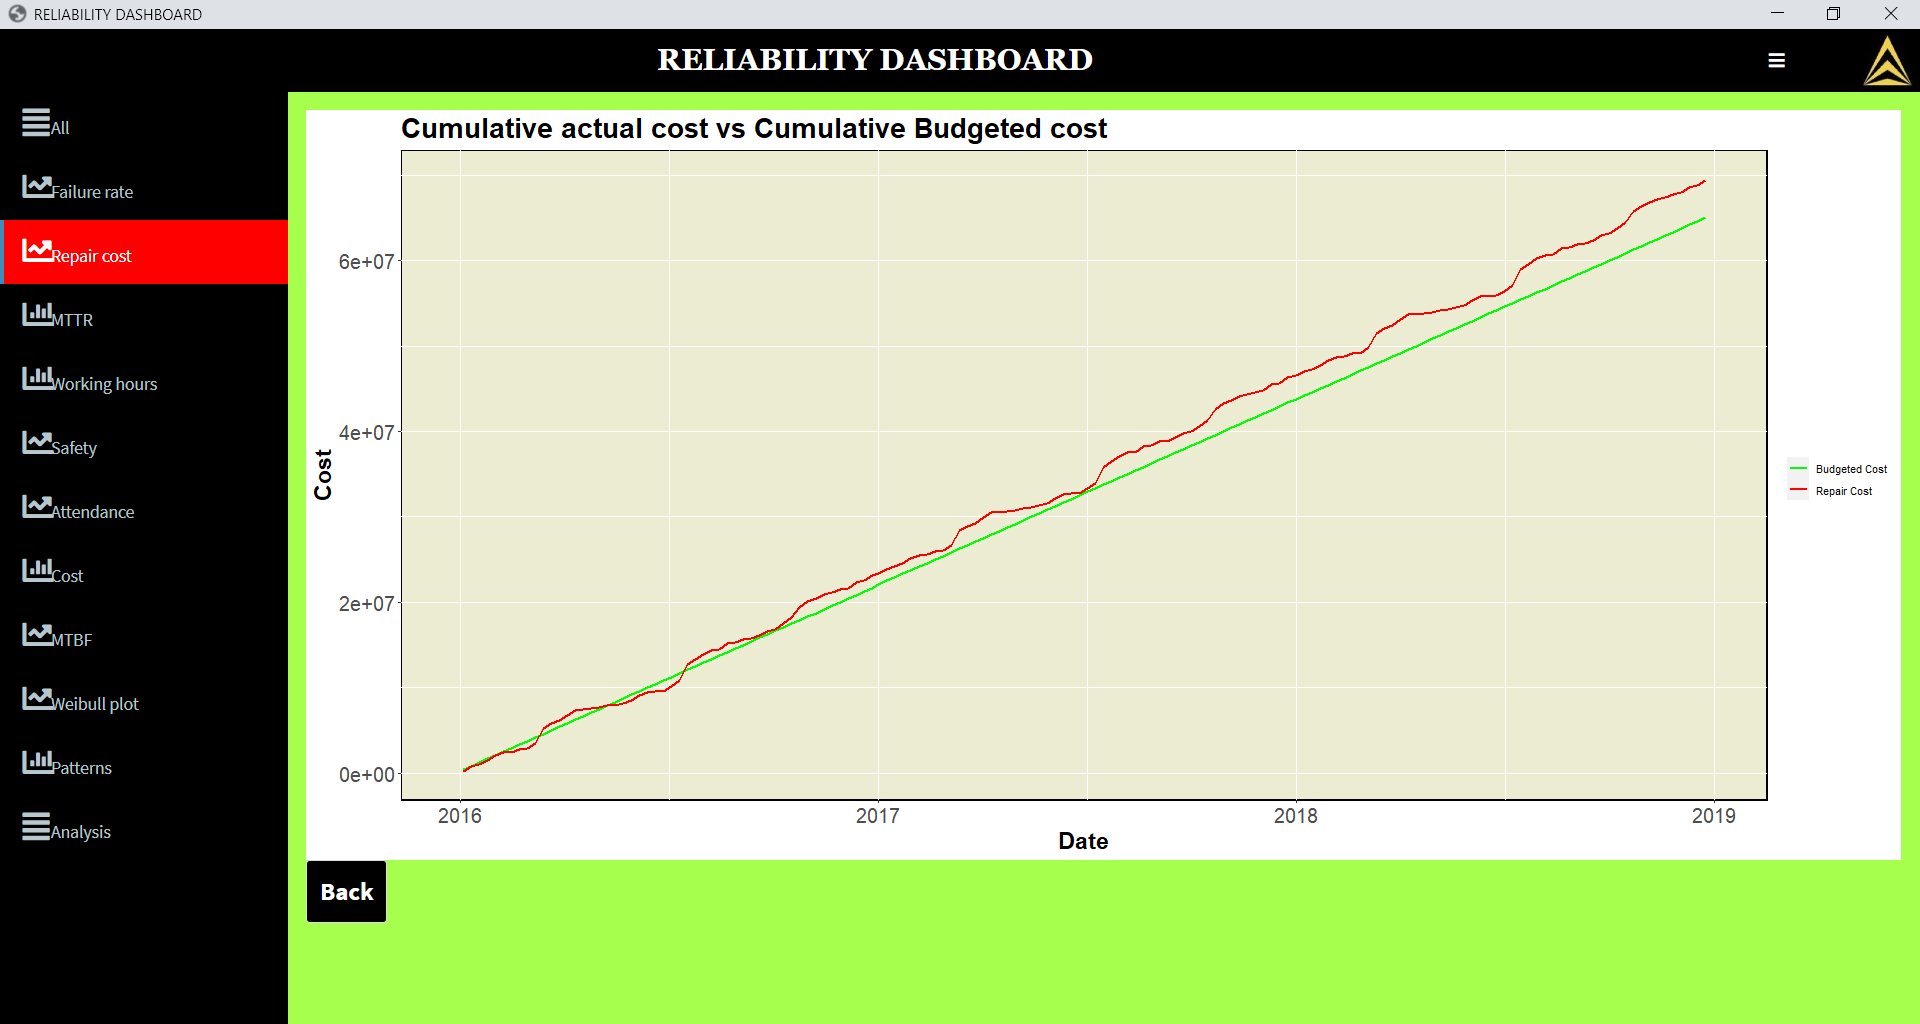 RELIABILITY DASHBOARD
RELIABILITY DASHBOARD
All
Failure rate
Repair cost
MTTR
Working hours
Safety
Attendance
Cost
MTBF
Weibull plot
Patterns
Analysis
Cumulative actual cost vs Cumulative Budgeted cost
Cost
6e+07
4e+07
2e+07
0e+00
2016 2017 2018 2019
Date
Budgeted Cost
Repair Cost
Back